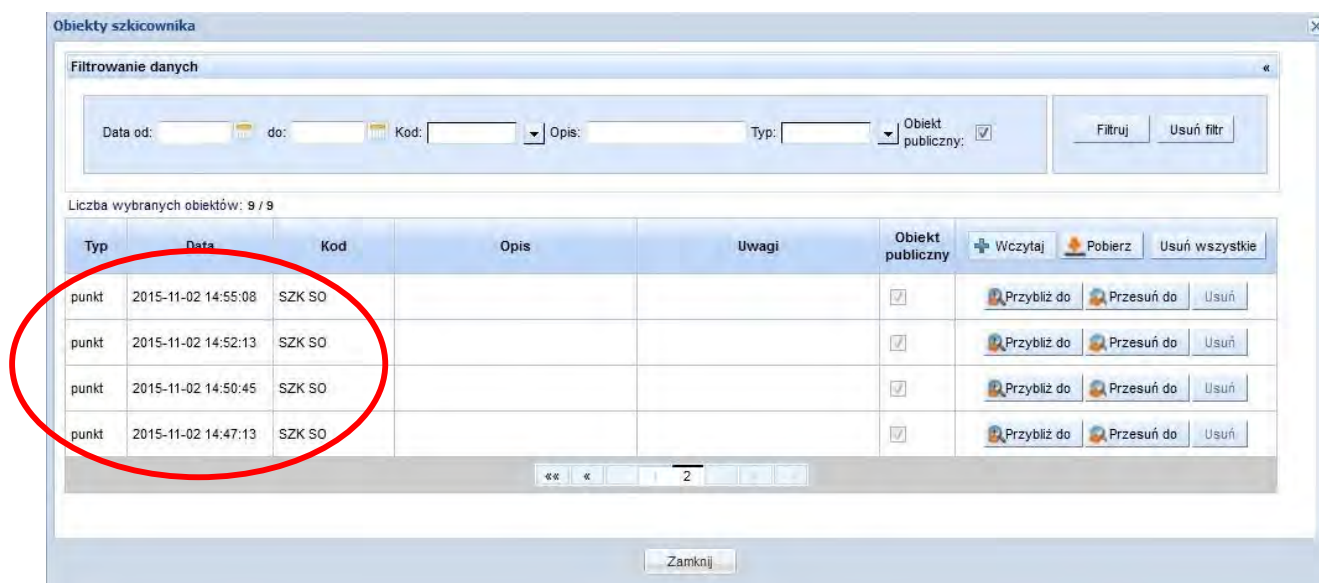 Obiekty szkicownika
Filtrowanie danych «
Data od: do: Kod: Opis: Typ: Obiekt publiczny: Filtruj Usuń filtr
Liczba wybranych obiektów: 9 / 9
Typ Data Kod Opis Uwagi Obiekt publiczny Wczytaj Pobierz Usuń wszystkie
punkt 2015-11-02 14:55:08 SZK SO Przybliż do Przesuń do Usuń
punkt 2015-11-02 14:52:13 SZK SO Przybliż do Przesuń do Usuń
punkt 2015-11-02 14:50:45 SZK SO Przybliż do Przesuń do Usuń
punkt 2015-11-02 14:47:13 SZK SO Przybliż do Przesuń do Usuń
«« « 2
Zamknij